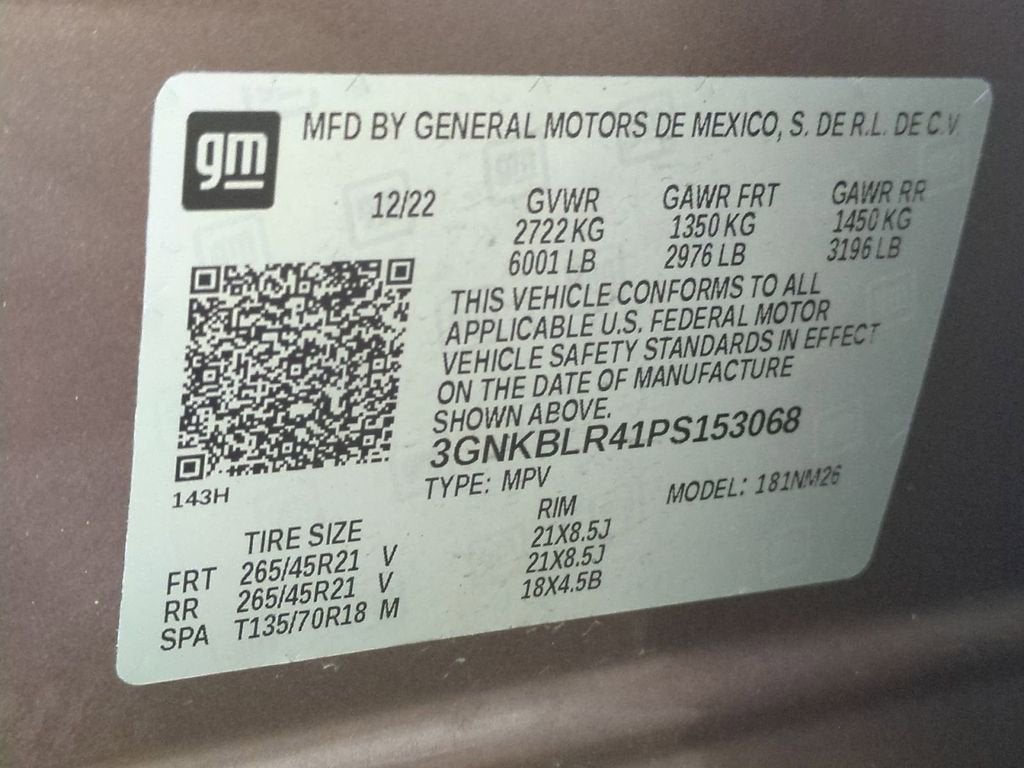 gm
MFD BY GENERAL MOTORS DE MEXICO, S. DE R.L. DE C.V.
12/22
GVWR GAWR FRT GAWR RR
2722 KG 1350 KG 1450 KG
6001 LB 2976 LB 3196 LB
THIS VEHICLE CONFORMS TO ALL
APPLICABLE U.S. FEDERAL MOTOR
VEHICLE SAFETY STANDARDS IN EFFECT
ON THE DATE OF MANUFACTURE
SHOWN ABOVE.
3GNKBLR41PS153068
143H
TYPE: MPV MODEL: 181NM26
TIRE SIZE RIM
FRT 265/45R21 V 21X8.5J
RR 265/45R21 V 21X8.5J
SPA T135/70R18 M 18X4.5B